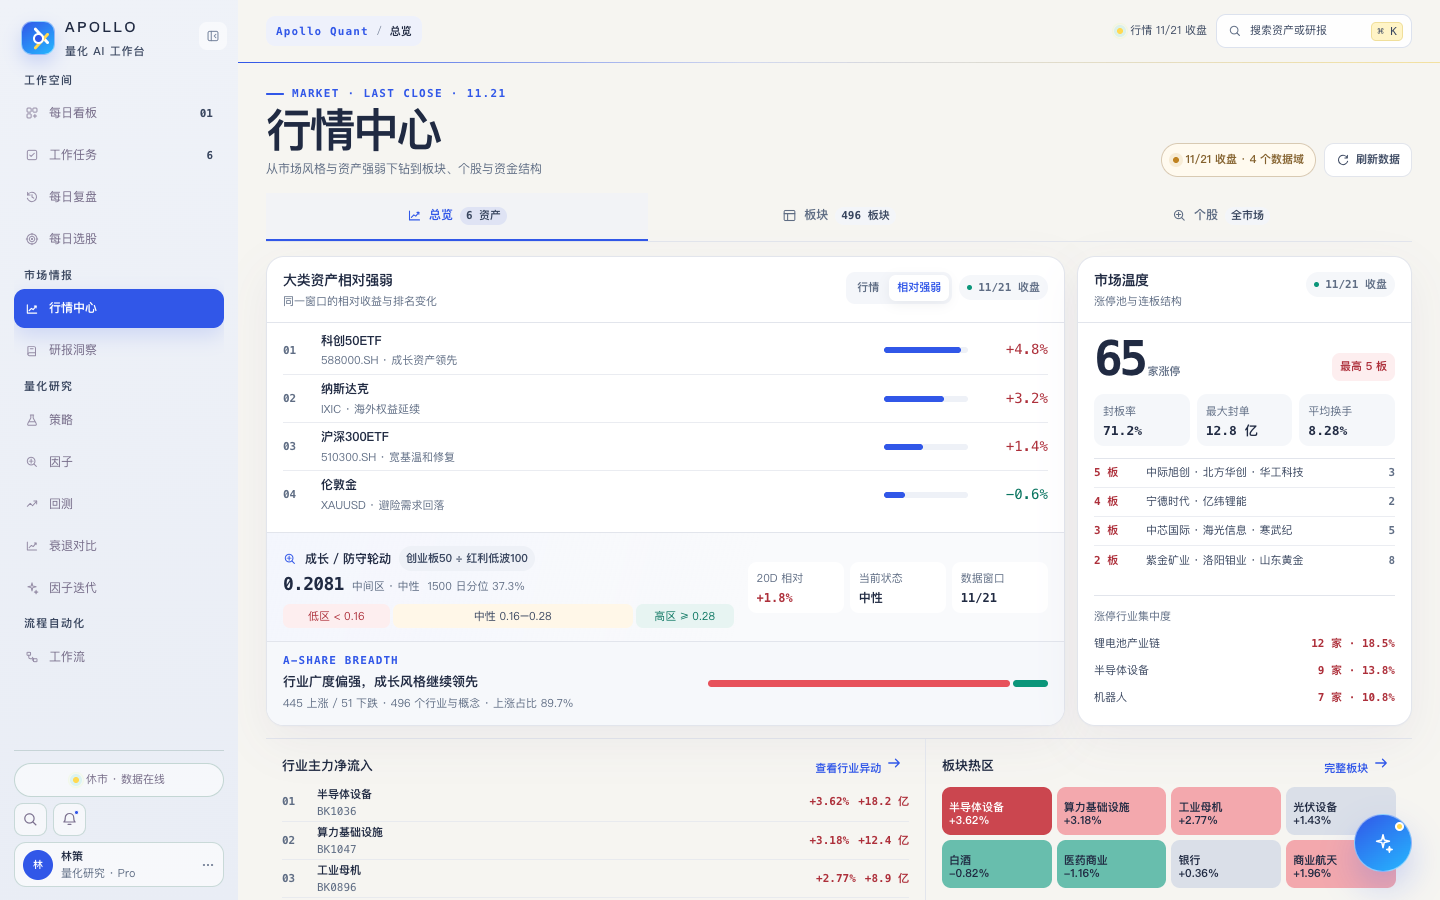 APOLLO
量化 AI 工作台
工作空间
每日看板 01
工作任务 6
每日复盘
每日选股
市场情报
行情中心
研报洞察
量化研究
策略
因子
回测
衰退对比
因子迭代
流程自动化
工作流
休市 · 数据在线
林
林策
量化研究 · Pro
Apollo Quant / 总览
行情 11/21 收盘
搜索资产或研报 ⌘ K
MARKET · LAST CLOSE · 11.21
行情中心
从市场风格与资产强弱下钻到板块、个股与资金结构
11/21 收盘 · 4 个数据域
刷新数据
总览 6 资产
板块 496 板块
个股 全市场
大类资产相对强弱
同一窗口的相对收益与排名变化
行情 相对强弱 11/21 收盘
01 科创50ETF +4.8%
588000.SH · 成长资产领先
02 纳斯达克 +3.2%
IXIC · 海外权益延续
03 沪深300ETF +1.4%
510300.SH · 宽基温和修复
04 伦敦金 −0.6%
XAUUSD · 避险需求回落
成长 / 防守轮动 创业板50 ÷ 红利低波100
0.2081 中间区 · 中性 1500 日分位 37.3%
低区 < 0.16 中性 0.16—0.28 高区 ≥ 0.28
20D 相对
+1.8%
当前状态
中性
数据窗口
11/21
A-SHARE BREADTH
行业广度偏强，成长风格继续领先
445 上涨 / 51 下跌 · 496 个行业与概念 · 上涨占比 89.7%
市场温度
涨停池与连板结构
11/21 收盘
65家涨停
最高 5 板
封板率
71.2%
最大封单
12.8 亿
平均换手
8.28%
5 板 中际旭创 · 北方华创 · 华工科技 3
4 板 宁德时代 · 亿纬锂能 2
3 板 中芯国际 · 海光信息 · 寒武纪 5
2 板 紫金矿业 · 洛阳钼业 · 山东黄金 8
涨停行业集中度
锂电池产业链 12 家 · 18.5%
半导体设备 9 家 · 13.8%
机器人 7 家 · 10.8%
行业主力净流入
查看行业异动
01 半导体设备 +3.62% +18.2 亿
BK1036
02 算力基础设施 +3.18% +12.4 亿
BK1047
03 工业母机 +2.77% +8.9 亿
BK0896
板块热区
完整板块
半导体设备
+3.62%
算力基础设施
+3.18%
工业母机
+2.77%
光伏设备
+1.43%
白酒
−0.82%
医药商业
−1.16%
银行
+0.36%
商业航天
+1.96%